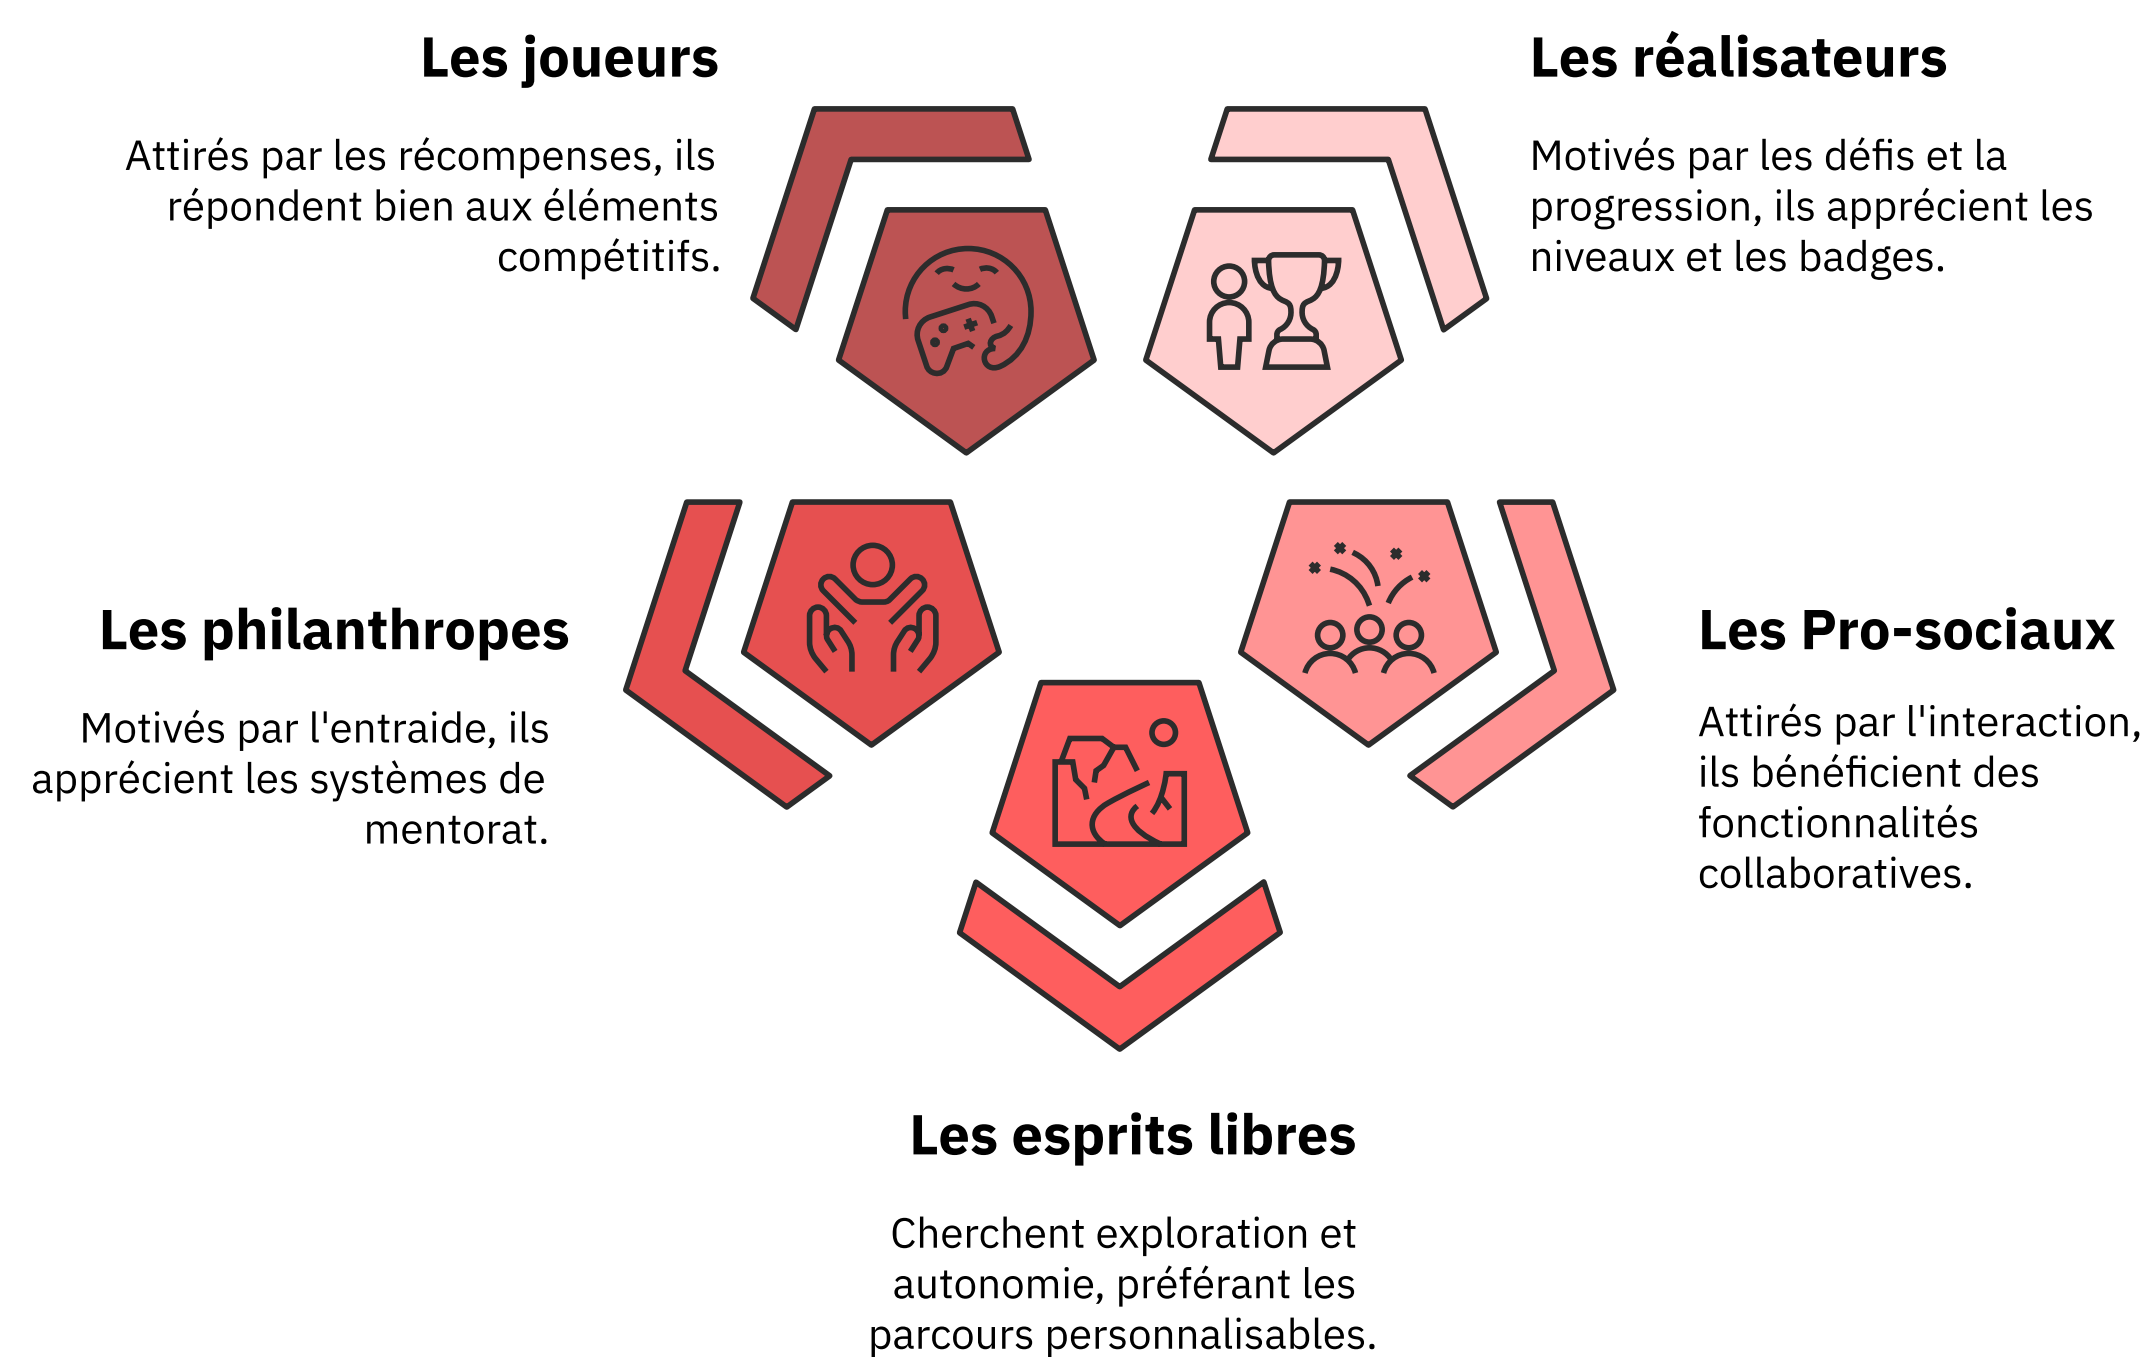 Les joueurs
Attirés par les récompenses, ils
répondent bien aux éléments
compétitifs.
Les réalisateurs
Motivés par les défis et la
progression, ils apprécient les
niveaux et les badges.
Les philanthropes
Motivés par l'entraide, ils
apprécient les systèmes de
mentorat.
Les Pro-sociaux
Attirés par l'interaction,
ils bénéficient des
fonctionnalités
collaboratives.
Les esprits libres
Cherchent exploration et
autonomie, préférant les
parcours personnalisables.